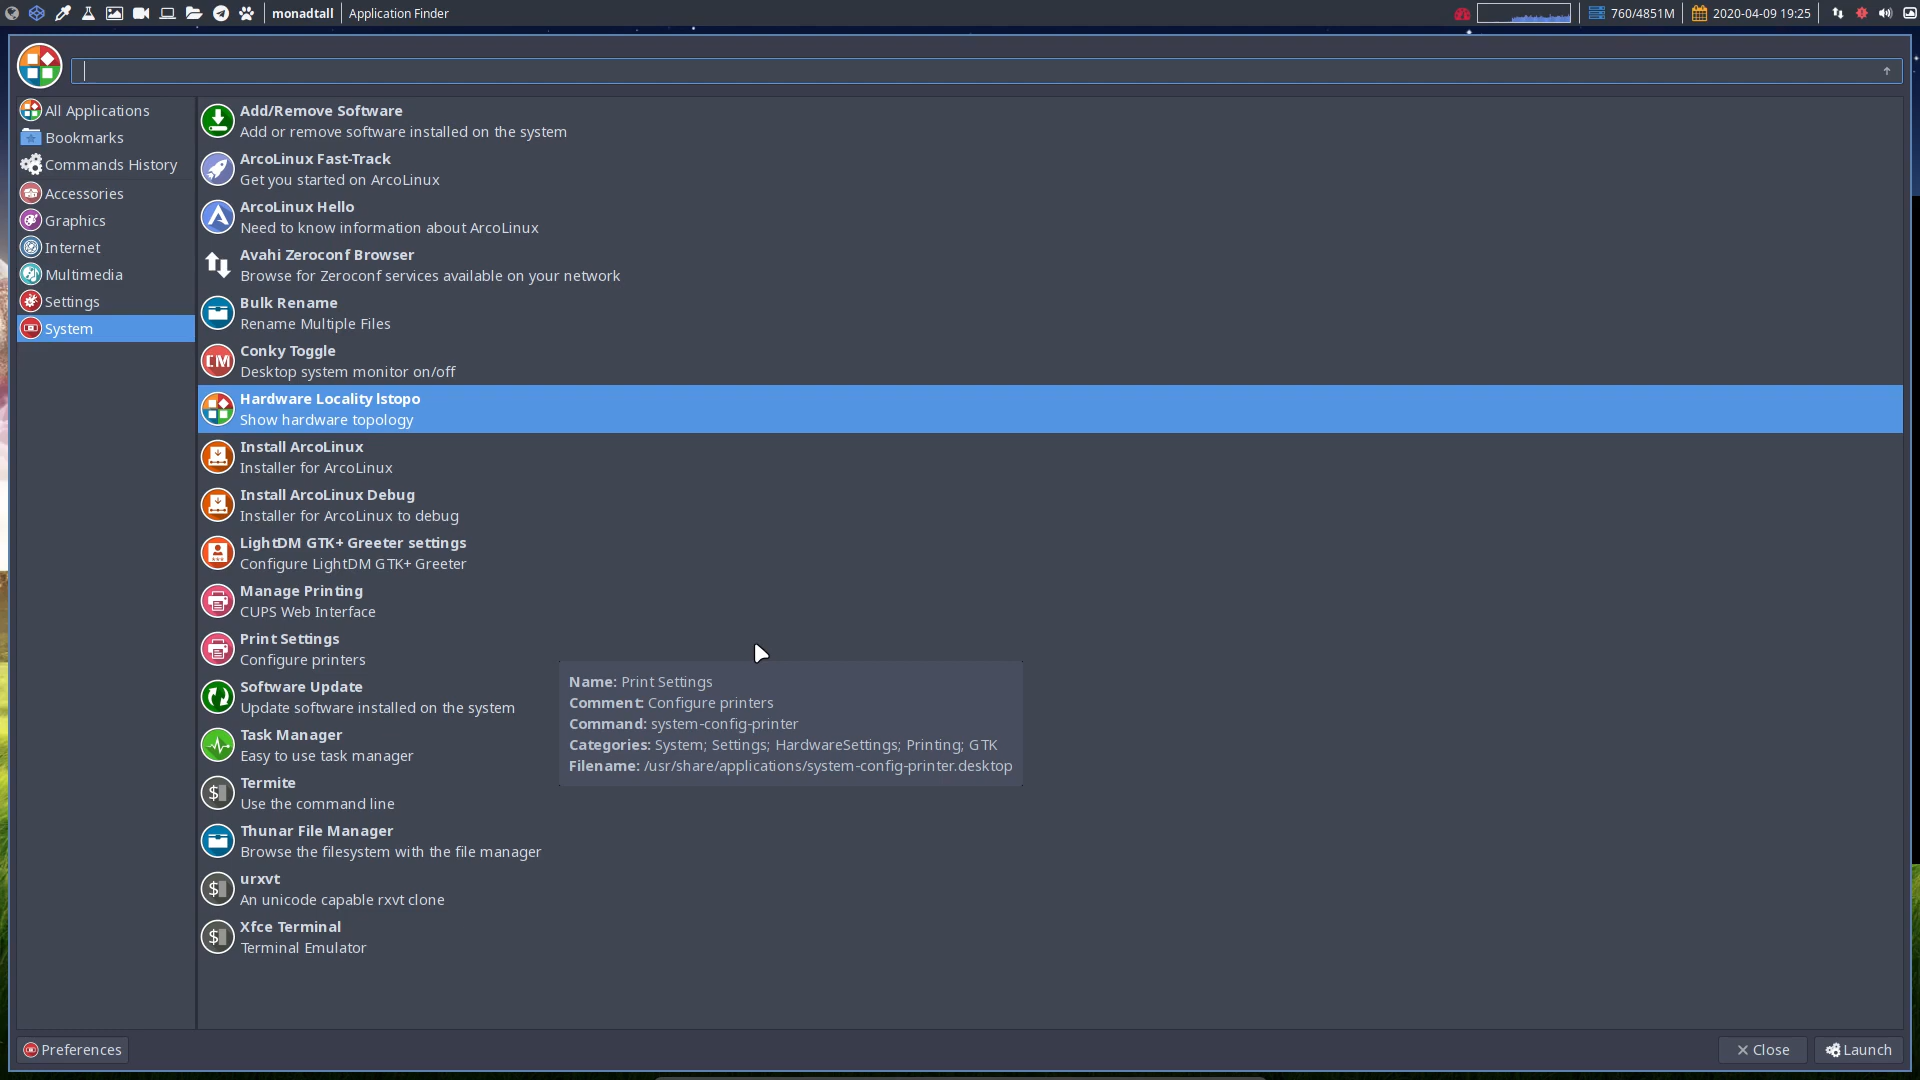 monadtall
Application Finder
760/4851M
2020-04-09 19:25
All Applications
Bookmarks
Commands History
Accessories
Graphics
Internet
Multimedia
Settings
System
Add/Remove Software
Add or remove software installed on the system
ArcoLinux Fast-Track
Get you started on ArcoLinux
ArcoLinux Hello
Need to know information about ArcoLinux
Avahi Zeroconf Browser
Browse for Zeroconf services available on your network
Bulk Rename
Rename Multiple Files
Conky Toggle
Desktop system monitor on/off
Hardware Locality lstopo
Show hardware topology
Install ArcoLinux
Installer for ArcoLinux
Install ArcoLinux Debug
Installer for ArcoLinux to debug
LightDM GTK+ Greeter settings
Configure LightDM GTK+ Greeter
Manage Printing
CUPS Web Interface
Print Settings
Configure printers
Software Update
Update software installed on the system
Task Manager
Easy to use task manager
Termite
Use the command line
Thunar File Manager
Browse the filesystem with the file manager
urxvt
An unicode capable rxvt clone
Xfce Terminal
Terminal Emulator
Name: Print Settings
Comment: Configure printers
Command: system-config-printer
Categories: System; Settings; HardwareSettings; Printing; GTK
Filename: /usr/share/applications/system-config-printer.desktop
Preferences
Close
Launch